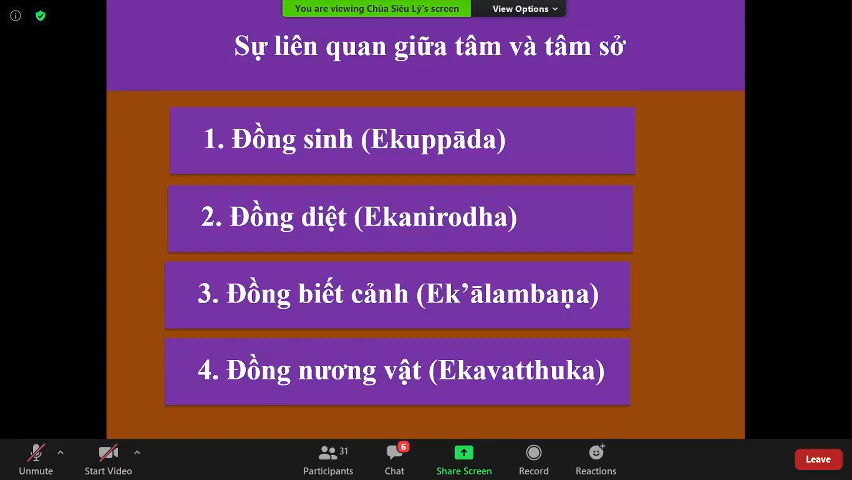 You are viewing Chùa Siêu Lý's screen
View Options
Sự liên quan giữa tâm và tâm sở
1. Đồng sinh (Ekuppāda)
2. Đồng diệt (Ekanirodha)
3. Đồng biết cảnh (Ek’ālambaṇa)
4. Đồng nương vật (Ekavatthuka)
31
6
Unmute
Start Video
Participants
Chat
Share Screen
Record
Reactions
Leave